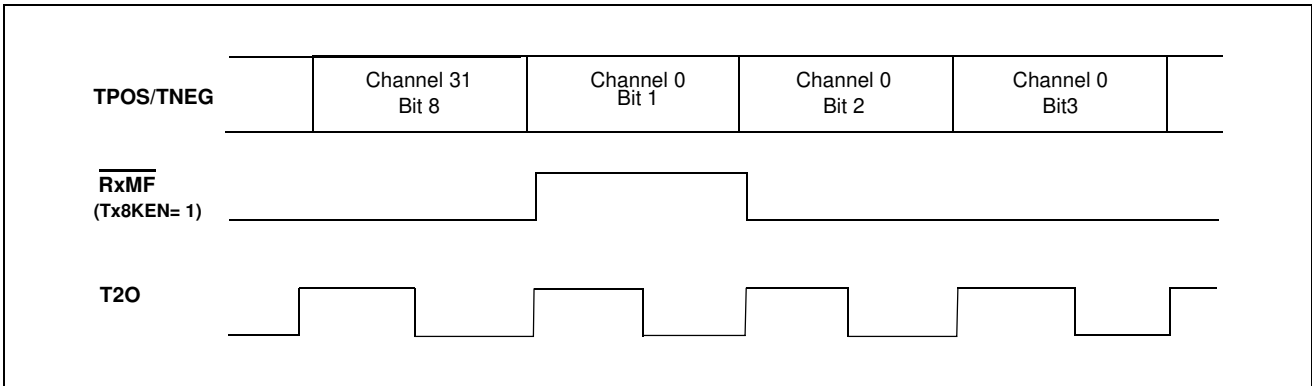 TPOS/TNEG
Channel 31
Bit 8
Channel 0
Bit 1
Channel 0
Bit 2
Channel 0
Bit3
RxMF
(Tx8KEN= 1)
T2O